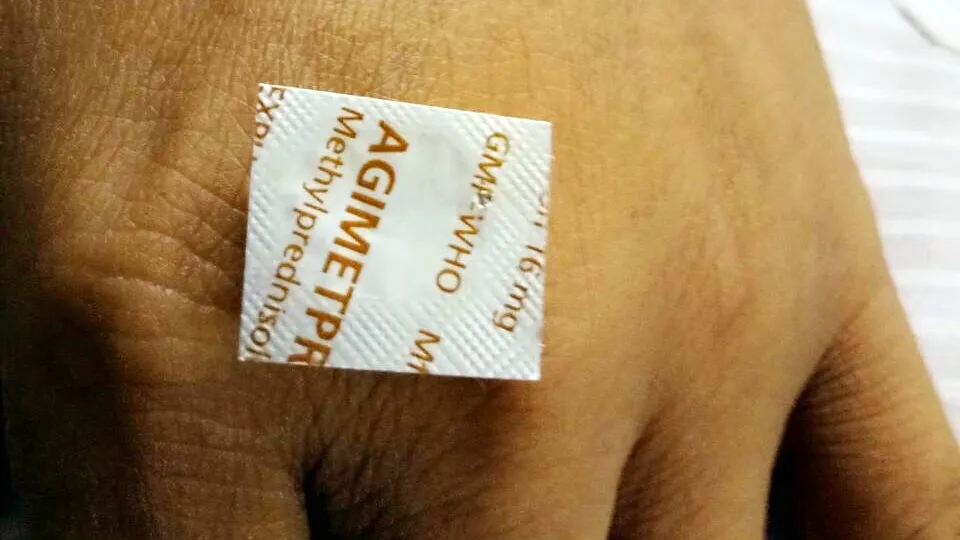 16 mg
GMP-WHO
AGIMETPR
Methylprednisol